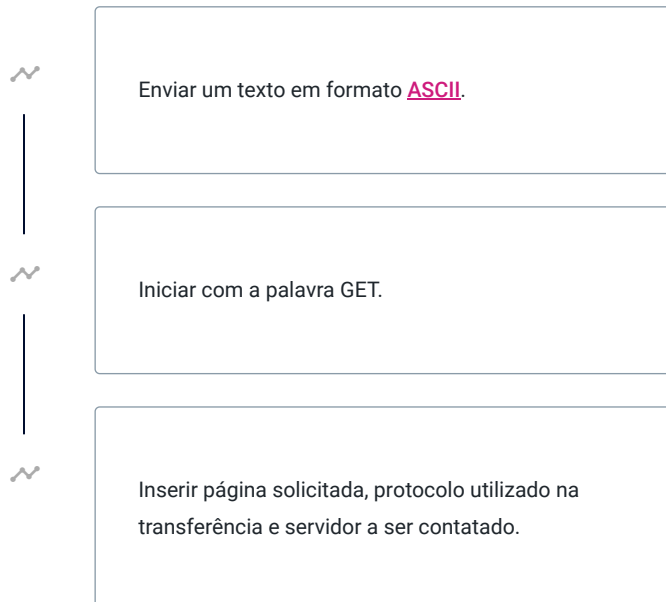 Enviar um texto em formato ASCII.
Iniciar com a palavra GET.
Inserir página solicitada, protocolo utilizado na
transferência e servidor a ser contatado.